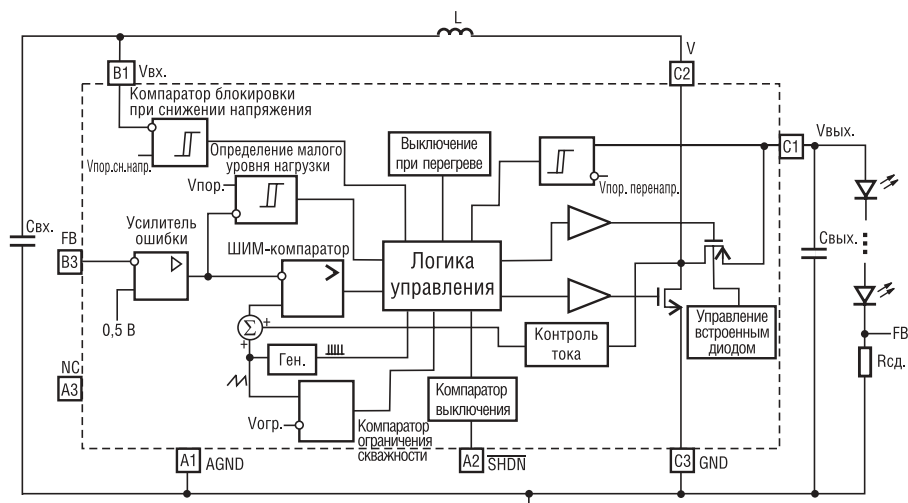 L
V
B1
Vвх.
C2
Компаратор блокировки
при снижении напряжения
Vпор.сн.напр.
Определение малого
уровня нагрузки
Vпор.
Выключение
при перегреве
Vпор. перенапр.
C1
Vвых.
Cвх.
FB
B3
Усилитель
ошибки
0,5 В
ШИМ-компаратор
Логика
управления
Cвых.
Σ
+
+
Ген.
Контроль
тока
Управление
встроенным
диодом
FB
Rсд.
NC
A3
Vогр.
Компаратор
ограничения
скважности
Компаратор
выключения
A1
AGND
A2
SHDN
C3
GND